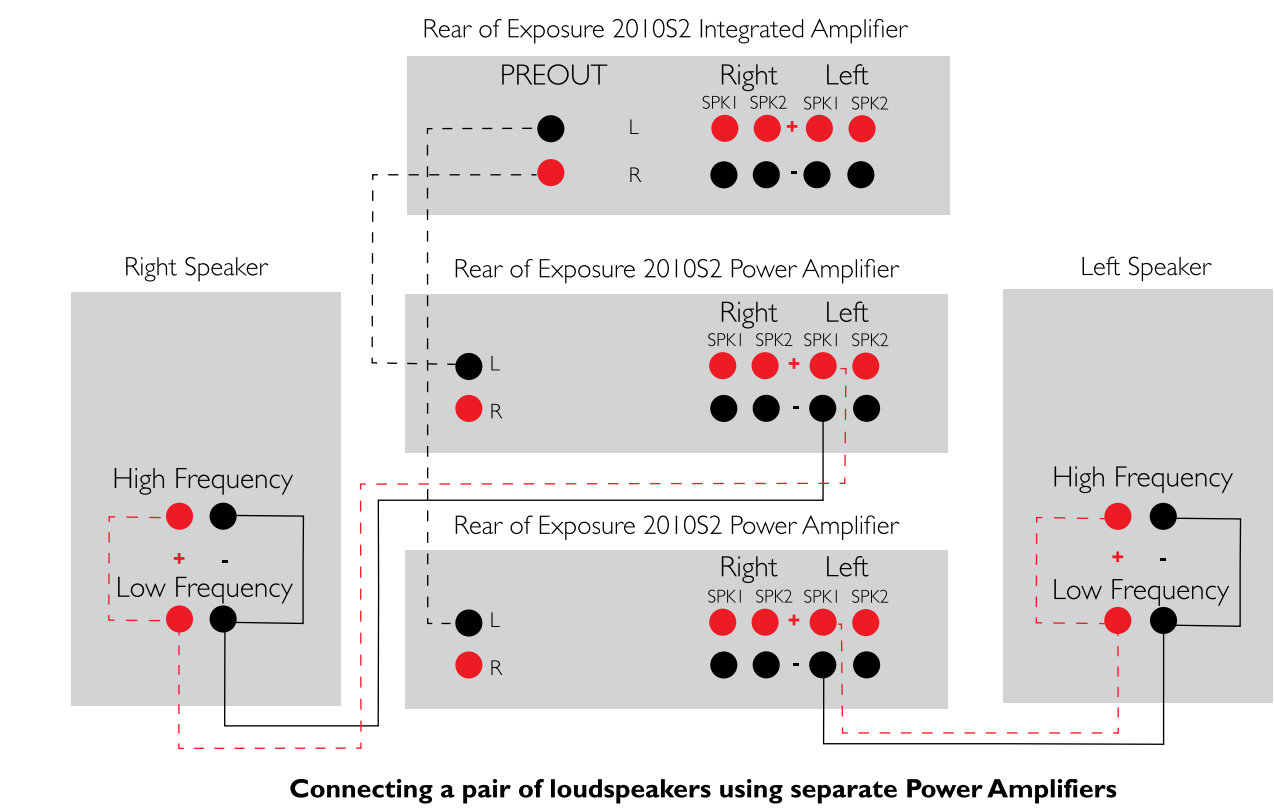 Rear of Exposure 2010S2 Integrated Amplifier
PREOUT Right Left
SPK1 SPK2 SPK1 SPK2
L +
R -
Right Speaker
Rear of Exposure 2010S2 Power Amplifier
Left Speaker
Right Left
SPK1 SPK2 SPK1 SPK2
L +
R -
High Frequency
+ -
Low Frequency
Rear of Exposure 2010S2 Power Amplifier
Right Left
SPK1 SPK2 SPK1 SPK2
L +
R -
High Frequency
+ -
Low Frequency
Connecting a pair of loudspeakers using separate Power Amplifiers